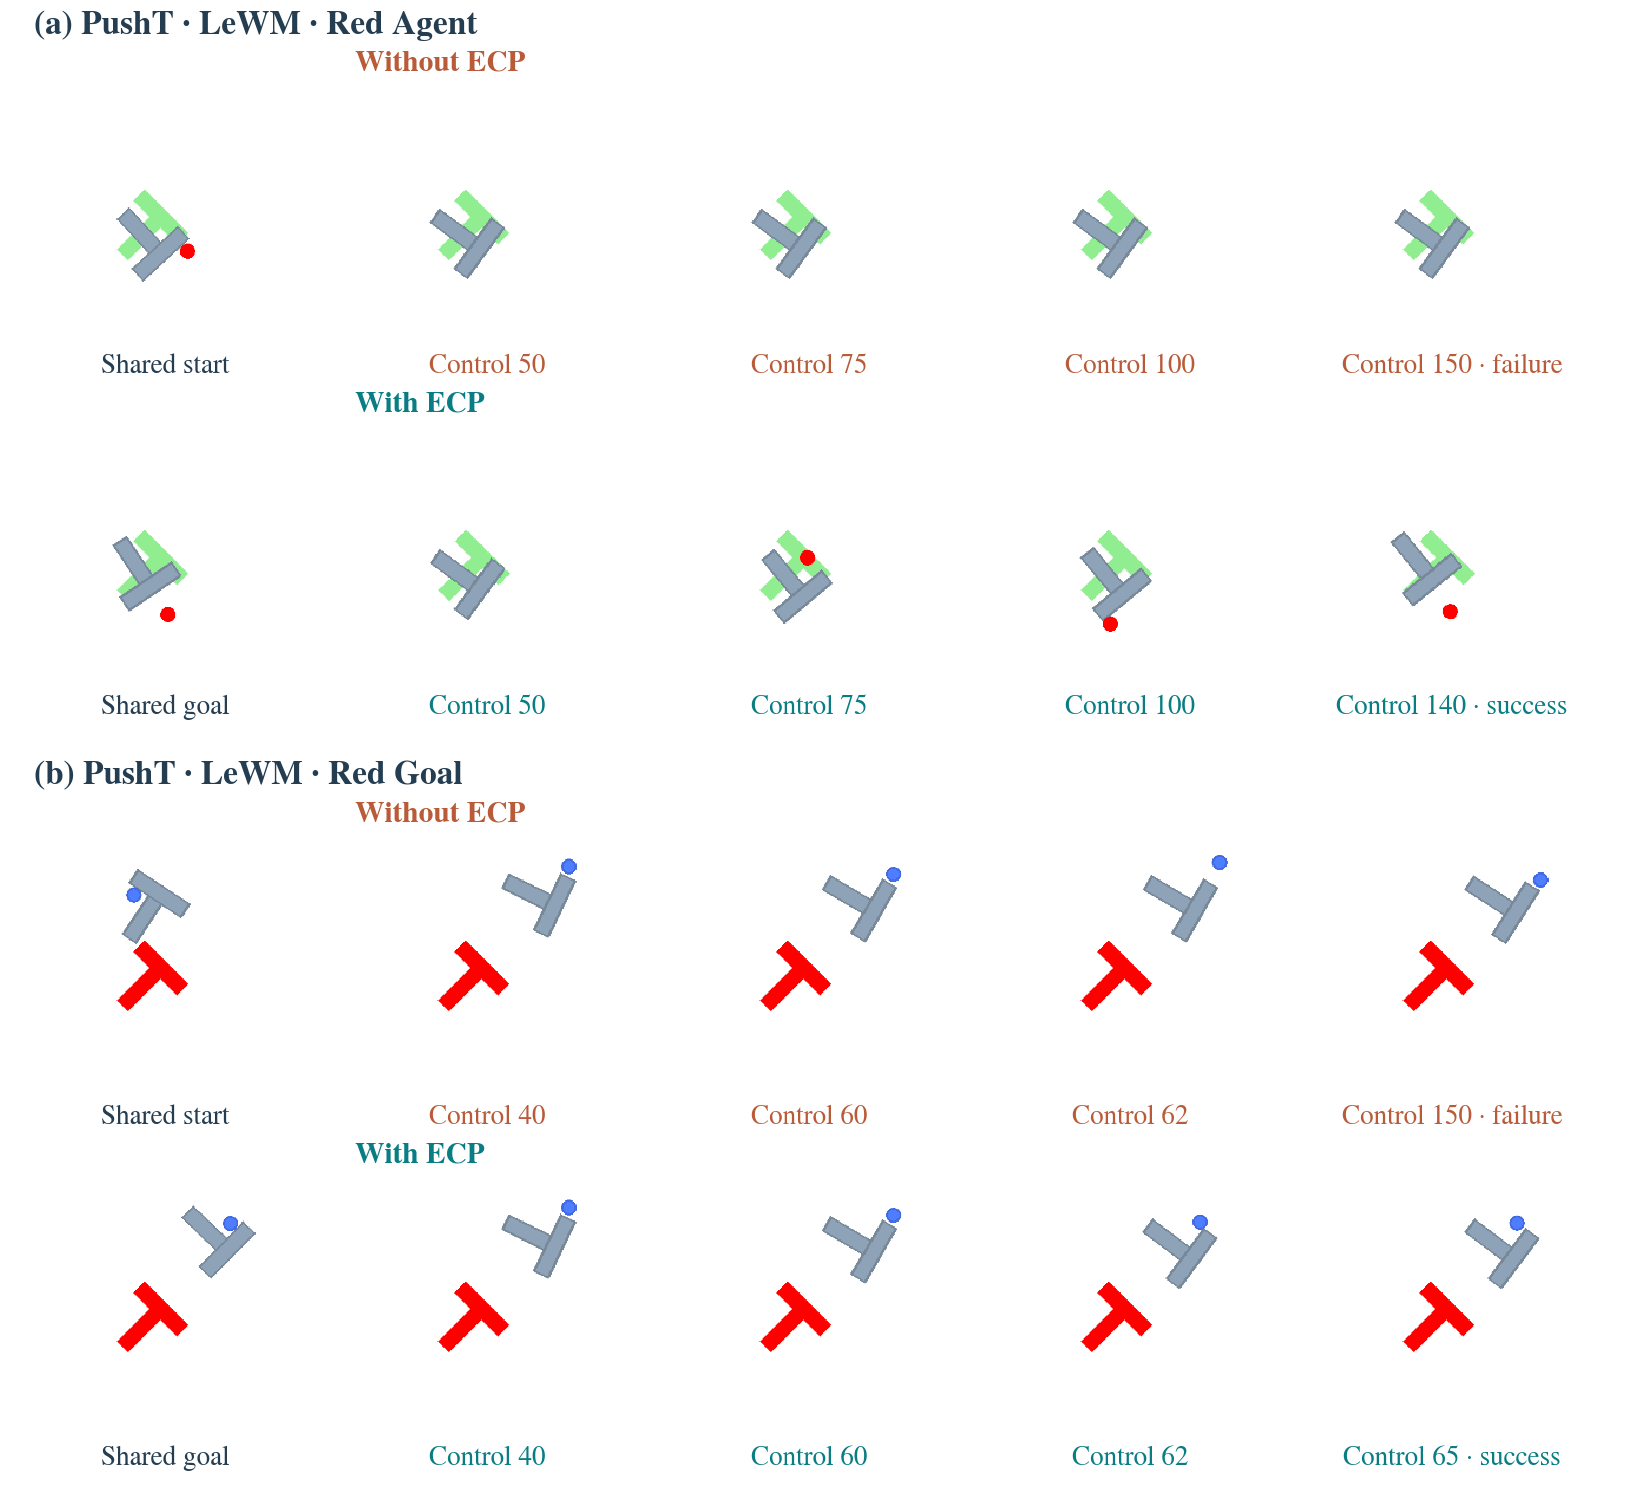 (a) PushT · LeWM · Red Agent
Without ECP
Shared start
Control 50
Control 75
Control 100
Control 150 · failure
With ECP
Shared goal
Control 50
Control 75
Control 100
Control 140 · success
(b) PushT · LeWM · Red Goal
Without ECP
Shared start
Control 40
Control 60
Control 62
Control 150 · failure
With ECP
Shared goal
Control 40
Control 60
Control 62
Control 65 · success